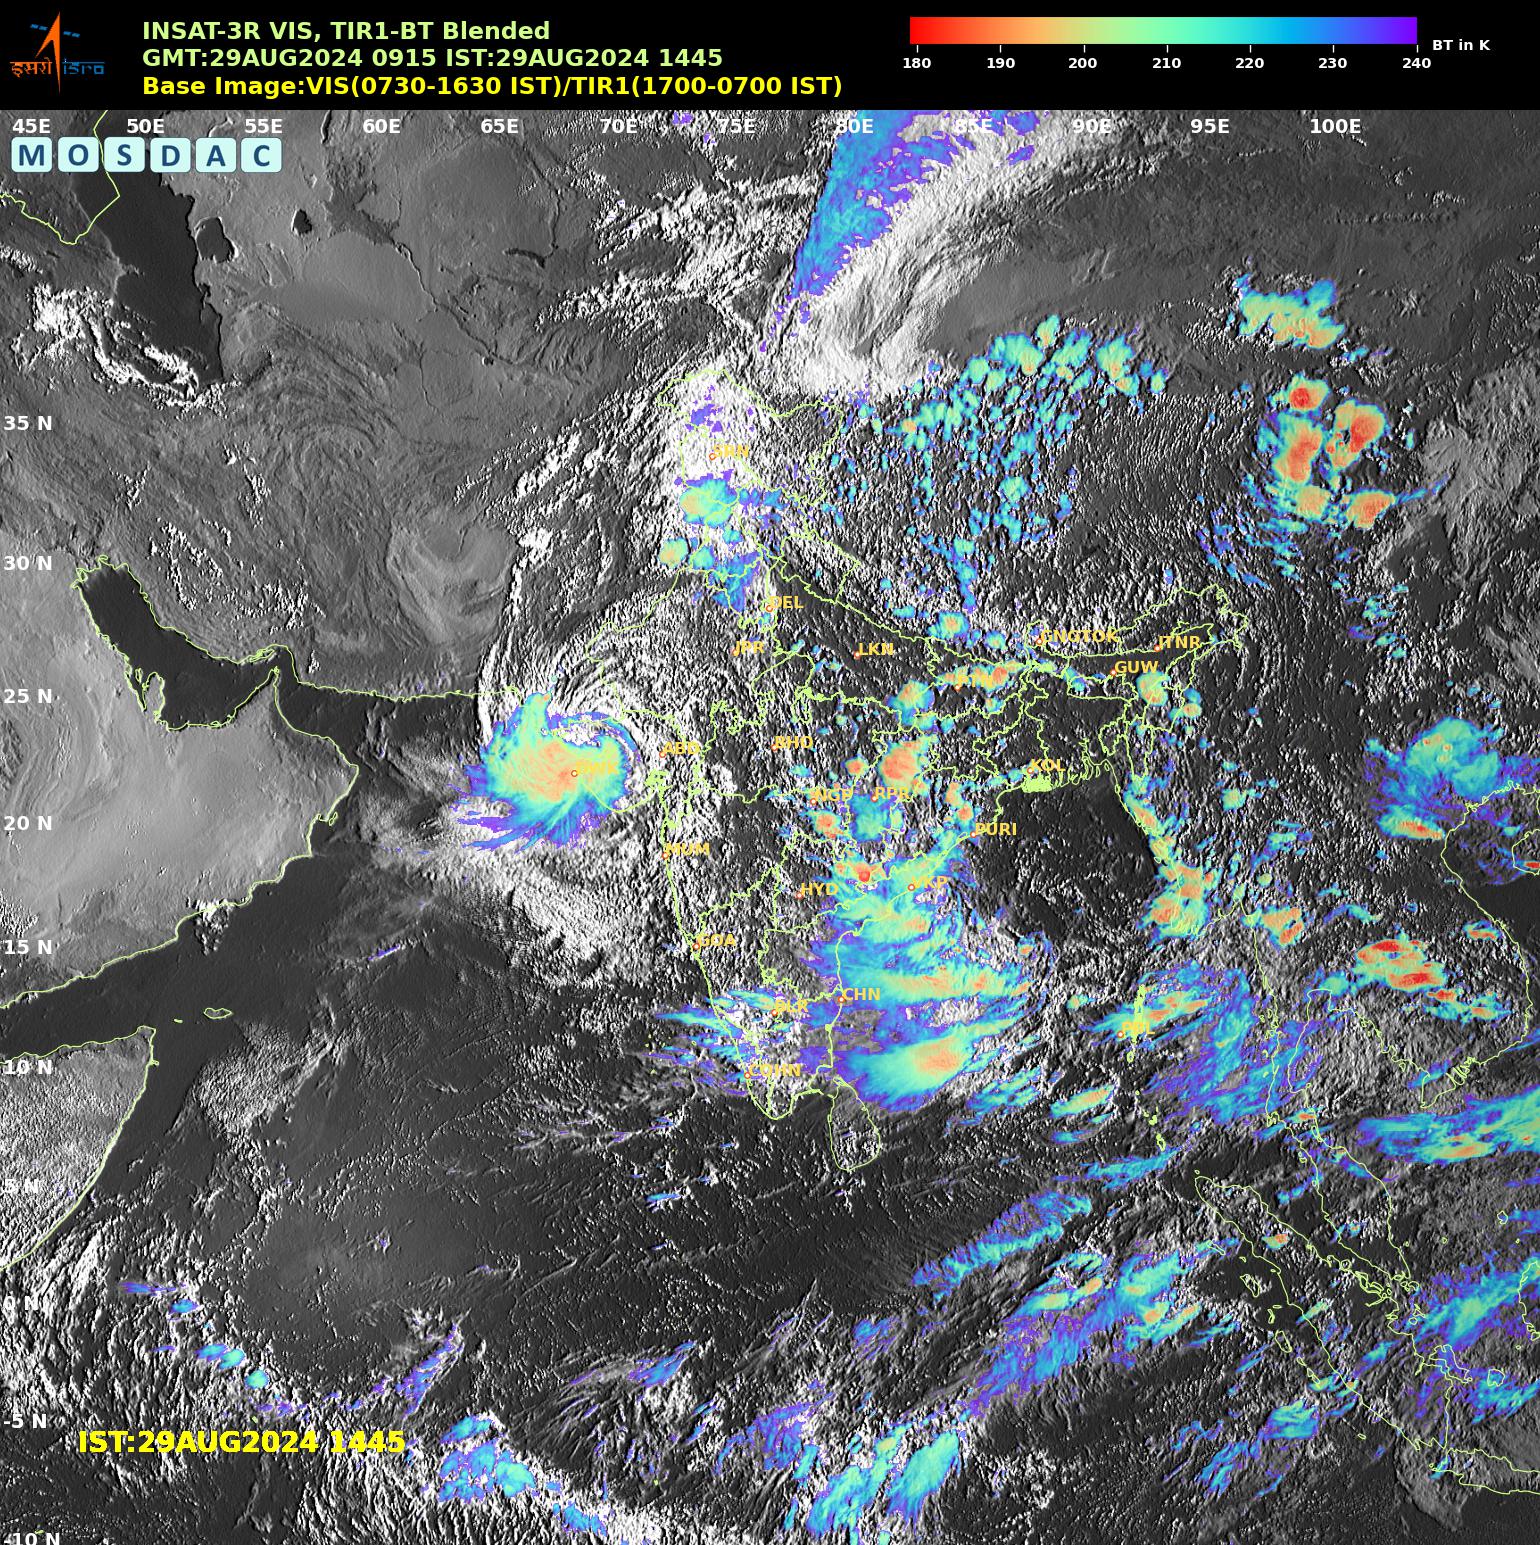 INSAT-3R VIS, TIR1-BT Blended
GMT:29AUG2024 0915 IST:29AUG2024 1445
Base Image:VIS(0730-1630 IST)/TIR1(1700-0700 IST)
इसरो isro
BT in K
180 190 200 210 220 230 240
45E 50E 55E 60E 65E 70E 75E 80E 85E 90E 95E 100E
M O S D A C
35 N
SRN
30 N
DEL
GNGTOK
ITNR
JPR
LKN
GUW
PTN
25 N
ABD
BHO
KOL
DWK
NGP
RPR
20 N
PURI
MUM
HYD
VKP
GOA
15 N
CHN
BLR
PBL
10 N
COHN
5 N
0 N
-5 N
IST:29AUG2024 1445
-10 N